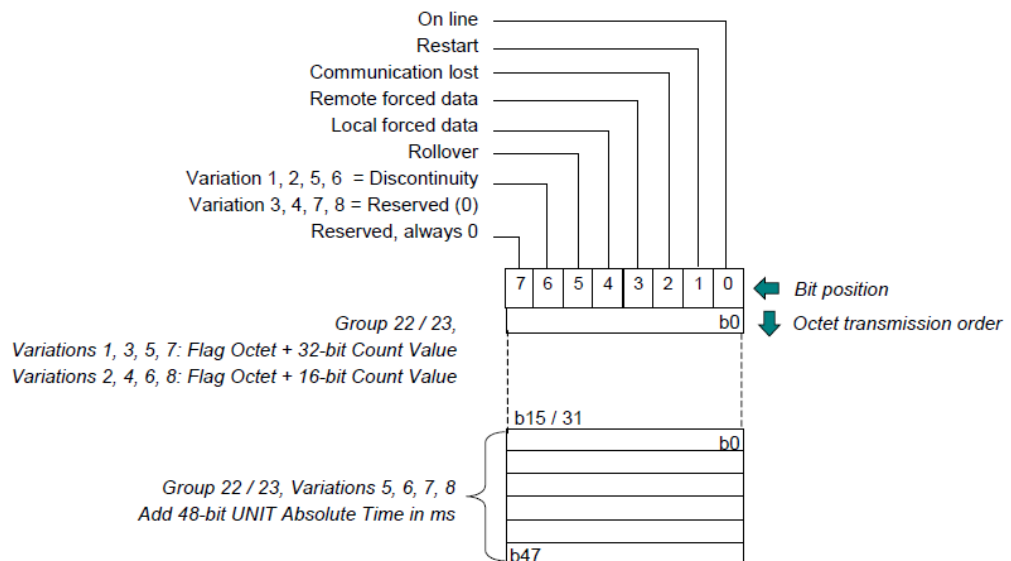 On line
Restart
Communication lost
Remote forced data
Local forced data
Rollover
Variation 1, 2, 5, 6 = Discontinuity
Variation 3, 4, 7, 8 = Reserved (0)
Reserved, always 0
7 6 5 4 3 2 1 0
Bit position
b0
Octet transmission order
Group 22 / 23,
Variations 1, 3, 5, 7: Flag Octet + 32-bit Count Value
Variations 2, 4, 6, 8: Flag Octet + 16-bit Count Value
b15 / 31
b0
Group 22 / 23, Variations 5, 6, 7, 8
Add 48-bit UNIT Absolute Time in ms
b47